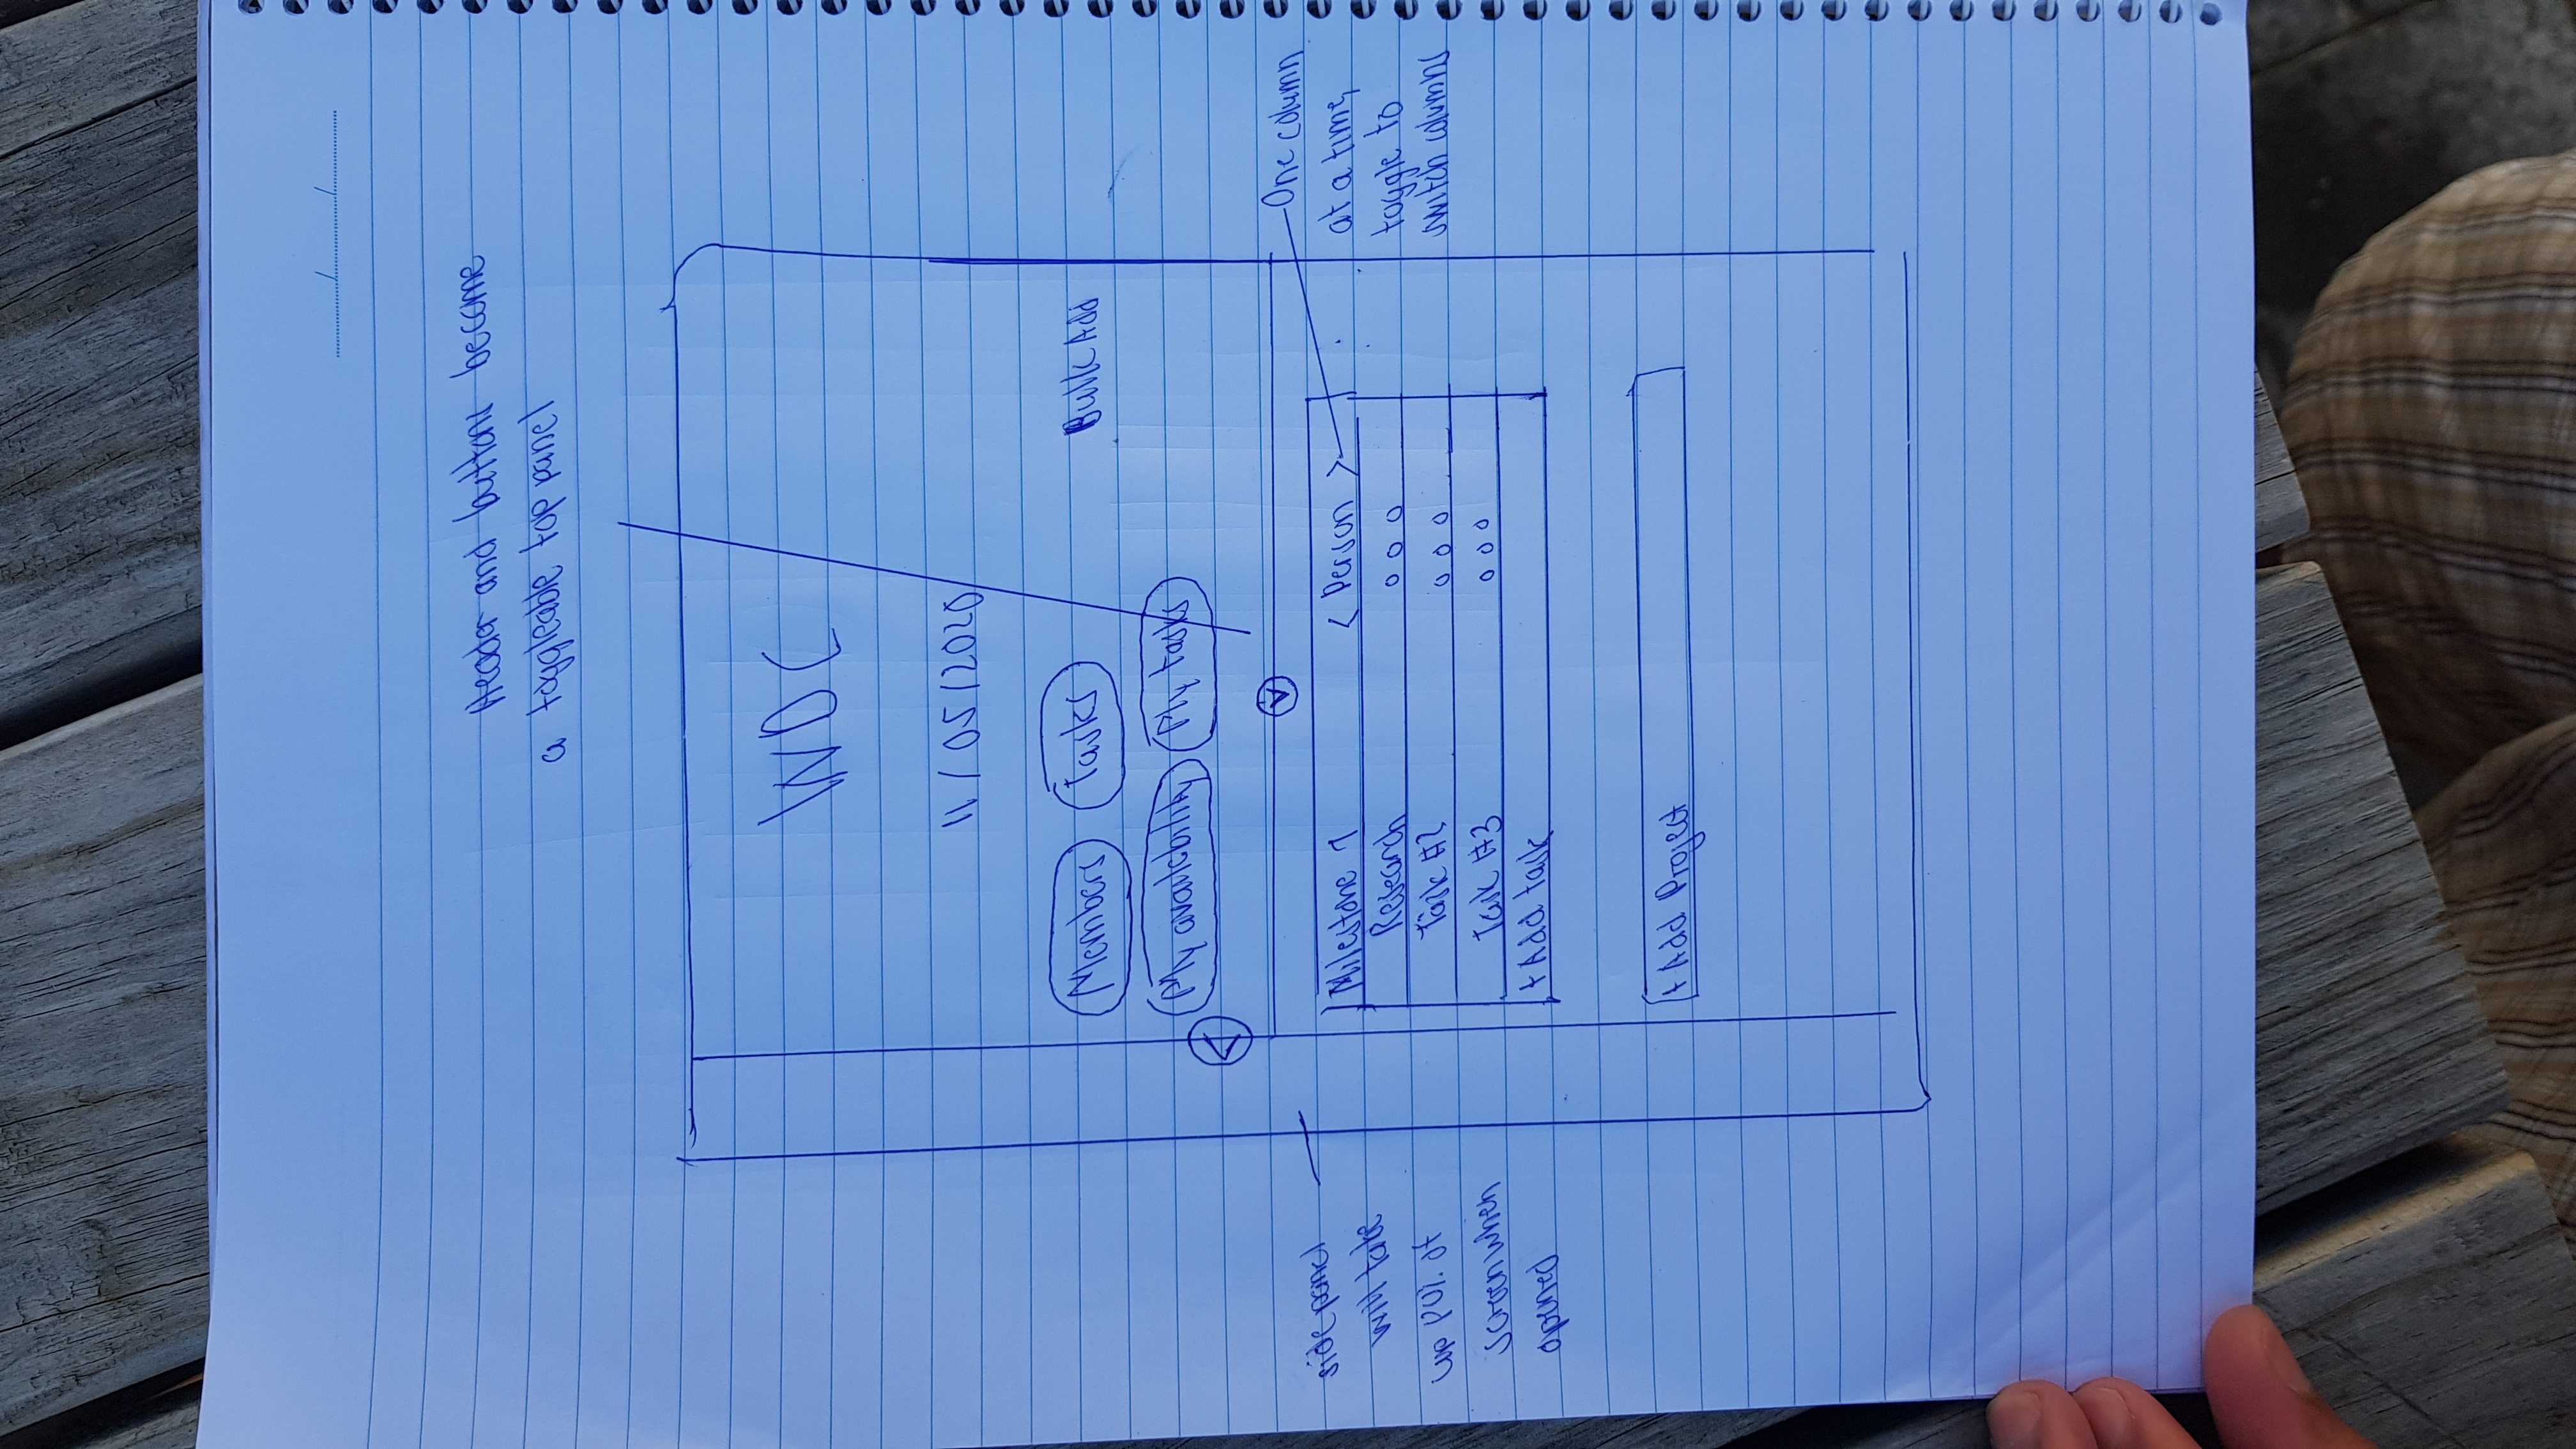 Header and button become
a toggleable top panel
WDC
11/05/2020
Members Tasks Bulk Add
My availability My tasks
side panel
will take
up 90% of
screen when
opened
Milestone 1 < Person >
Research o o o
Task #2 o o o
Task #3 o o o
+ Add task
+ Add Project
One column
at a time,
toggle to
switch columns